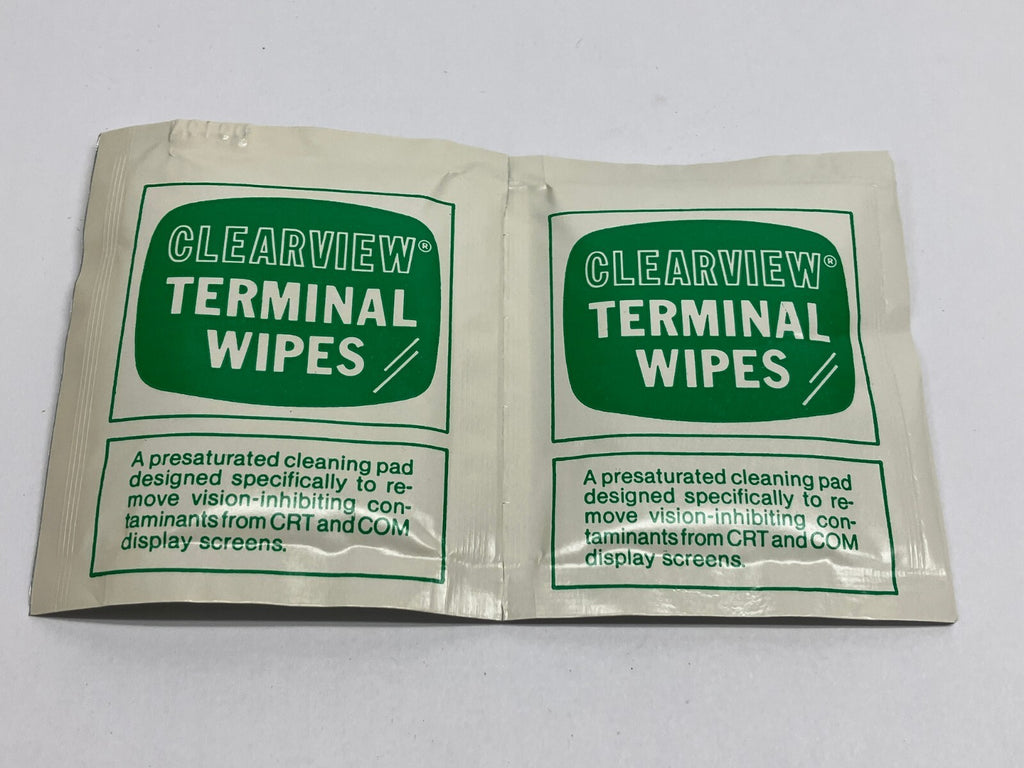 CLEARVIEW®
TERMINAL
WIPES
A presaturated cleaning pad
designed specifically to re-
move vision-inhibiting con-
taminants from CRT and COM
display screens.
CLEARVIEW®
TERMINAL
WIPES
A presaturated cleaning pad
designed specifically to re-
move vision-inhibiting con-
taminants from CRT and COM
display screens.